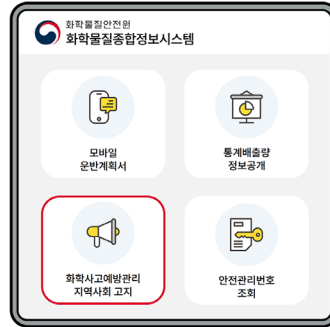 화학물질안전원
화학물질종합정보시스템
모바일
운반계획서
통계배출량
정보공개
화학사고예방관리
지역사회 고지
안전관리번호
조회